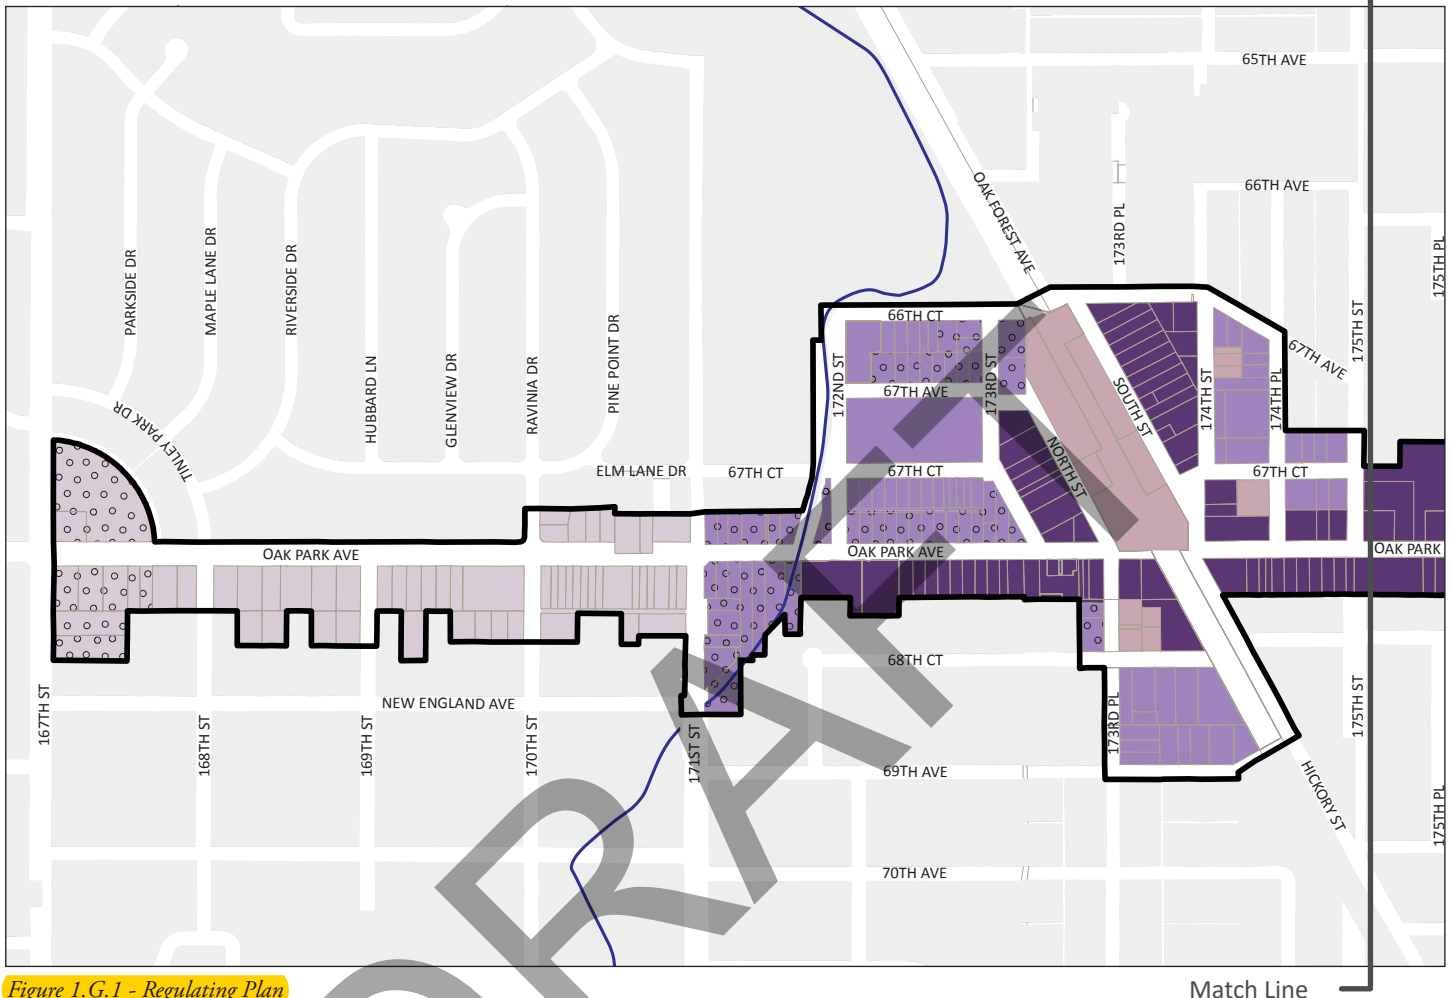 65TH AVE
66TH AVE
OAK FOREST AVE
173RD PL
175TH PL
PARKSIDE DR
MAPLE LANE DR
RIVERSIDE DR
HUBBARD LN
GLENVIEW DR
RAVINIA DR
PINE POINT DR
TINLEY PARK DR
66TH CT
172ND ST
67TH AVE
173RD ST
SOUTH ST
174TH ST
174TH PL
67TH AVE
175TH ST
NORTH ST
ELM LANE DR
67TH CT
67TH CT
67TH CT
OAK PARK AVE
OAK PARK AVE
OAK PARK
68TH CT
NEW ENGLAND AVE
167TH ST
168TH ST
169TH ST
170TH ST
171ST ST
173RD PL
175TH ST
69TH AVE
HICKORY ST
175TH PL
70TH AVE
DRAFT
Figure 1.G.1 - Regulating Plan
Match Line